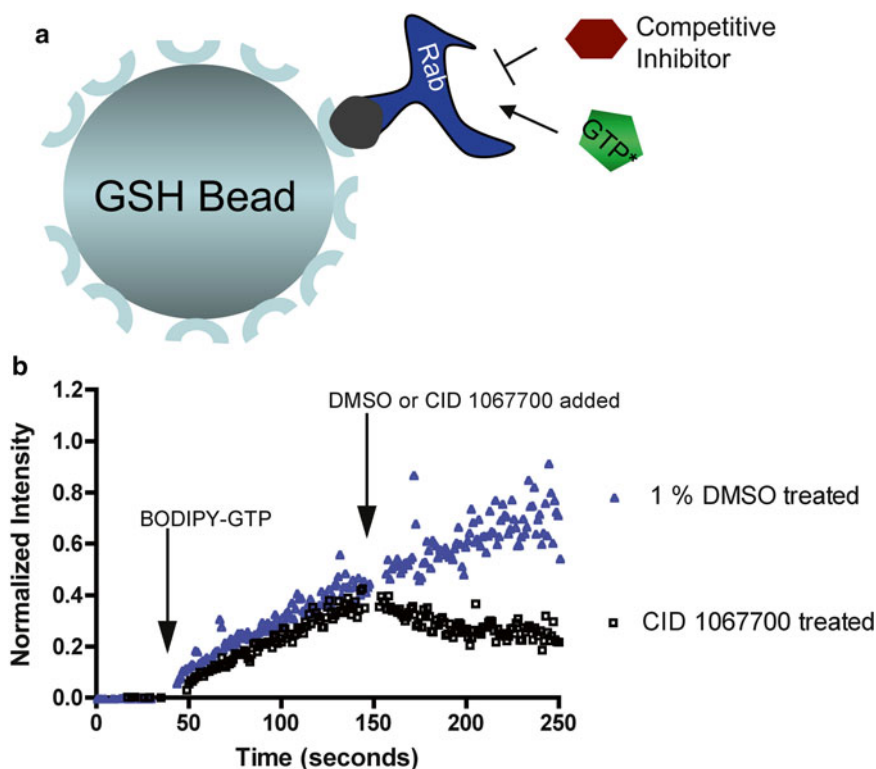 a
Rab
Competitive
Inhibitor
GTP*
GSH Bead
b
1.2
1.0
0.8
0.6
0.4
0.2
0.0
Normalized Intensity
BODIPY-GTP
DMSO or CID 1067700 added
1 % DMSO treated
CID 1067700 treated
0 50 100 150 200 250
Time (seconds)